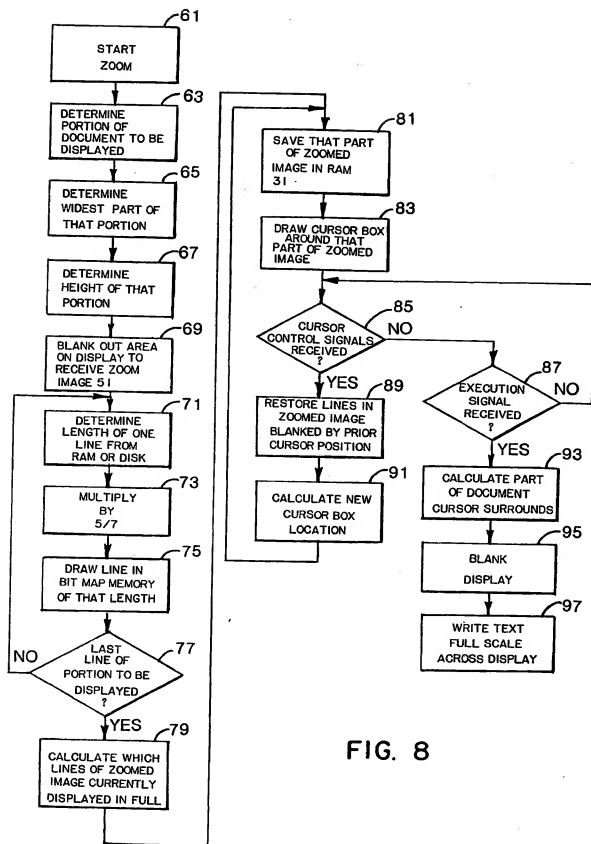 61
START
ZOOM
63
DETERMINE
PORTION OF
DOCUMENT TO BE
DISPLAYED
65
DETERMINE
WIDEST PART OF
THAT PORTION
67
DETERMINE
HEIGHT OF THAT
PORTION
69
BLANK OUT AREA
ON DISPLAY TO
RECEIVE ZOOM
IMAGE 51
71
DETERMINE
LENGTH OF ONE
LINE FROM
RAM OR DISK
73
MULTIPLY
BY
5/7
75
DRAW LINE IN
BIT MAP MEMORY
OF THAT LENGTH
77
LAST
LINE OF
PORTION TO BE
DISPLAYED
?
NO
YES
79
CALCULATE WHICH
LINES OF ZOOMED
IMAGE CURRENTLY
DISPLAYED IN FULL
81
SAVE THAT PART
OF ZOOMED
IMAGE IN RAM
31
83
DRAW CURSOR BOX
AROUND THAT
PART OF ZOOMED
IMAGE
85
CURSOR
CONTROL SIGNALS
RECEIVED
?
NO
YES
89
RESTORE LINES IN
ZOOMED IMAGE
BLANKED BY PRIOR
CURSOR POSITION
91
CALCULATE NEW
CURSOR BOX
LOCATION
87
EXECUTION
SIGNAL
RECEIVED
?
NO
YES
93
CALCULATE PART
OF DOCUMENT
CURSOR SURROUNDS
95
BLANK
DISPLAY
97
WRITE TEXT
FULL SCALE
ACROSS DISPLAY
FIG. 8